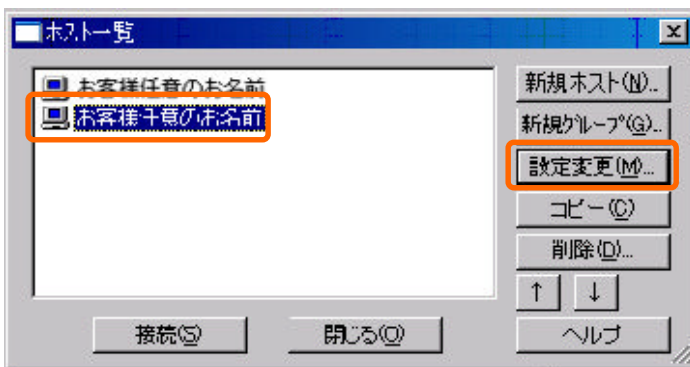 ホスト一覧
お客様任意のお名前
お客様任意のお名前
新規ホスト(N)..
新規グループ(G)..
設定変更(M)...
コピー(C)
削除(D)...
↑ ↓
接続(S)
閉じる(O)
ヘルプ